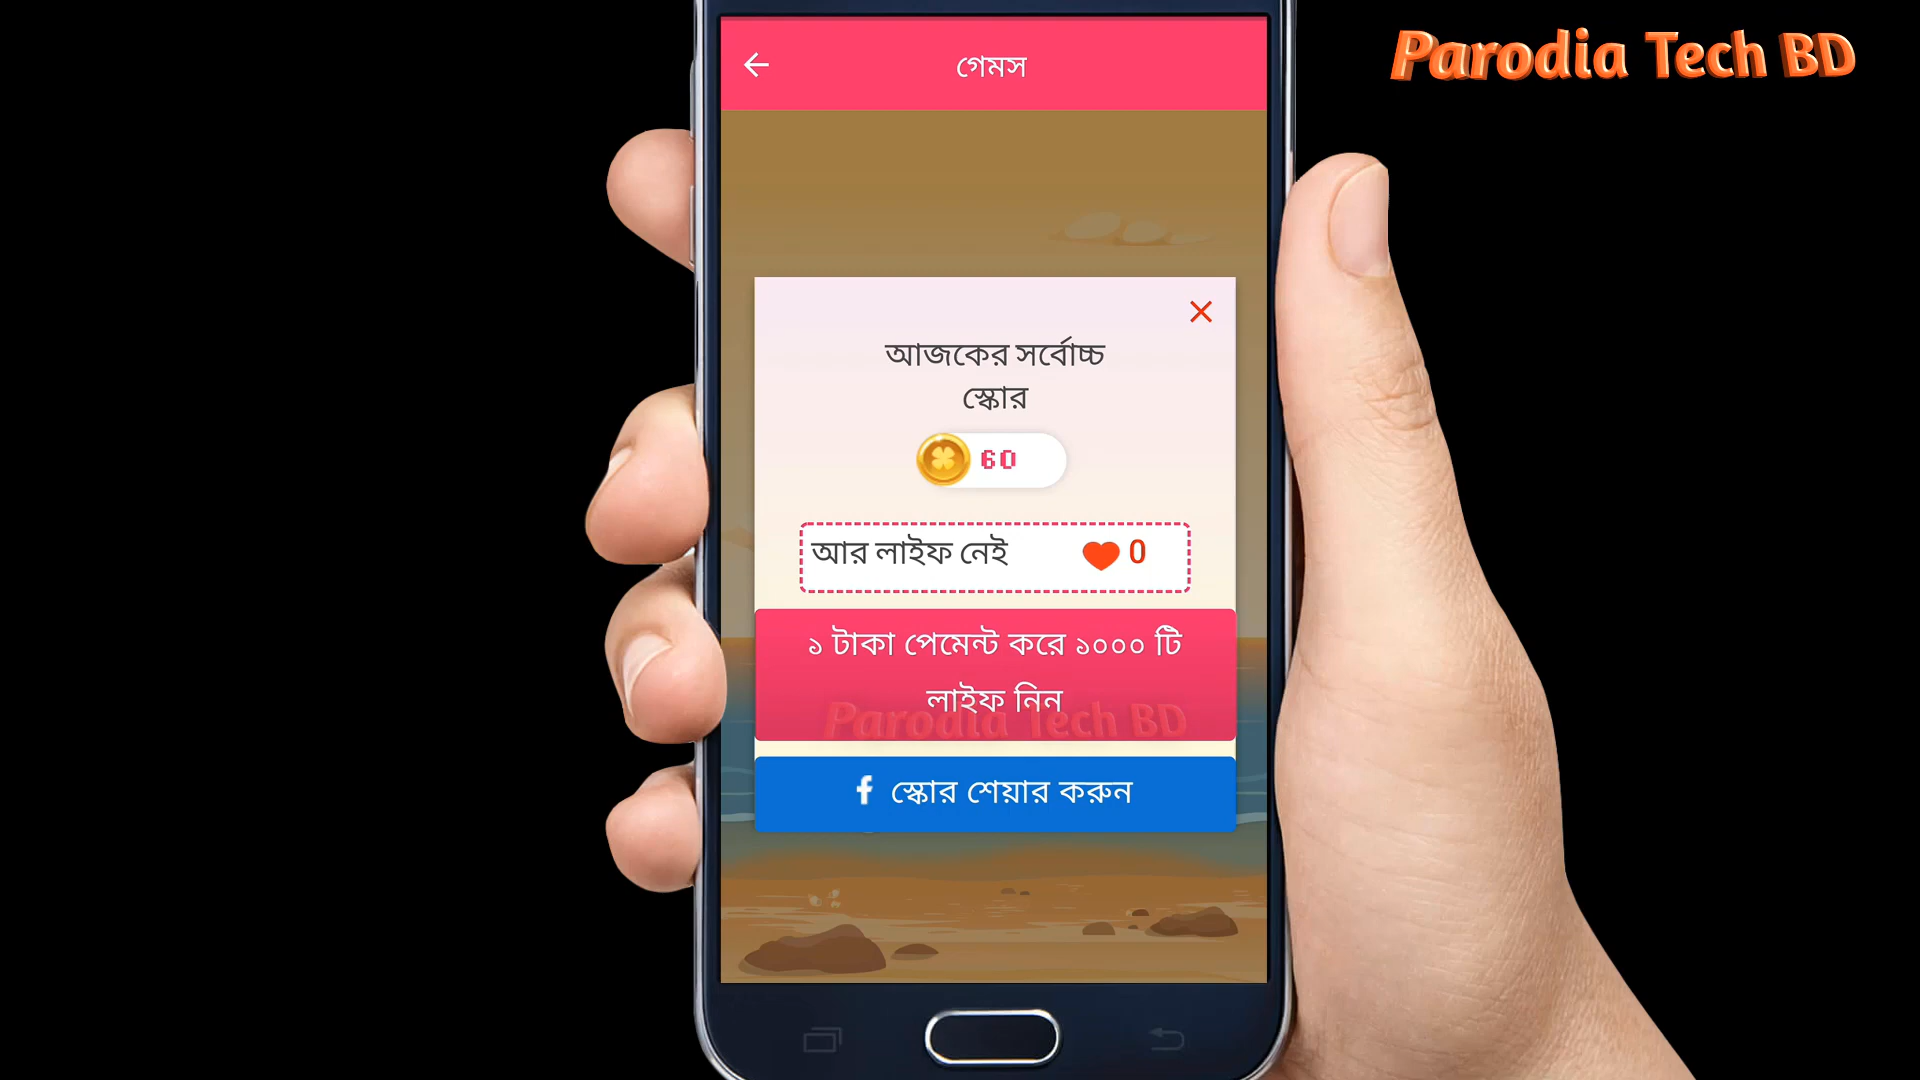 Parodia Tech BD
গেমস
আজকের সর্বোচ্চ
স্কোর
60
আর লাইফ নেই 0
১ টাকা পেমেন্ট করে ১০০০ টি
লাইফ নিন
Parodia Tech BD
f স্কোর শেয়ার করুন